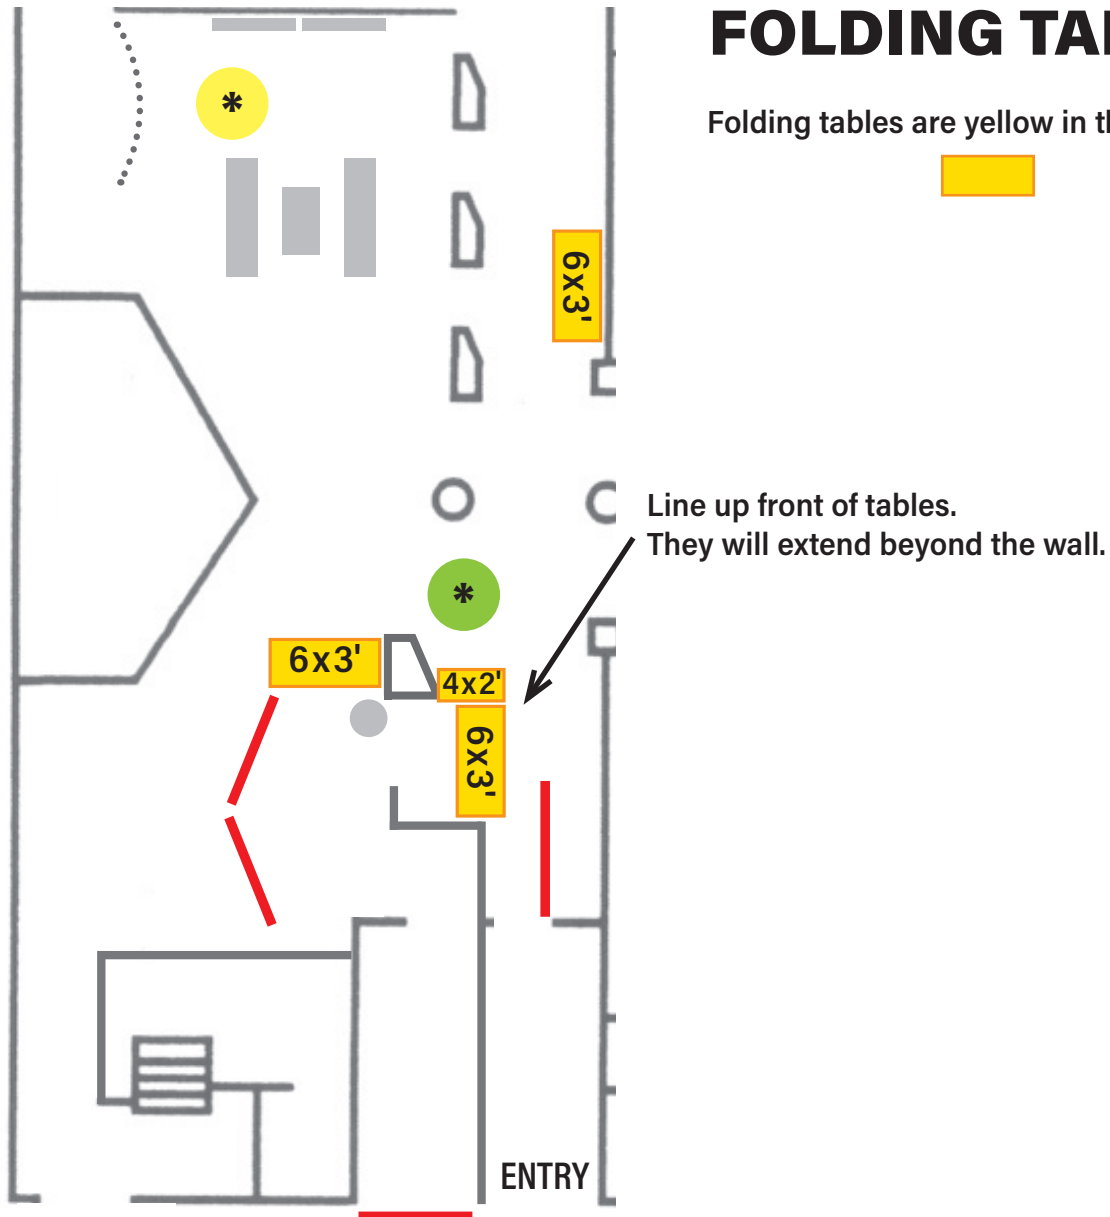 FOLDING
Folding tables are yellow in
6x3'
Line up front of tables.
They will extend beyond the wall.
*
*
6x3'
4x2'
6x3'
ENTRY